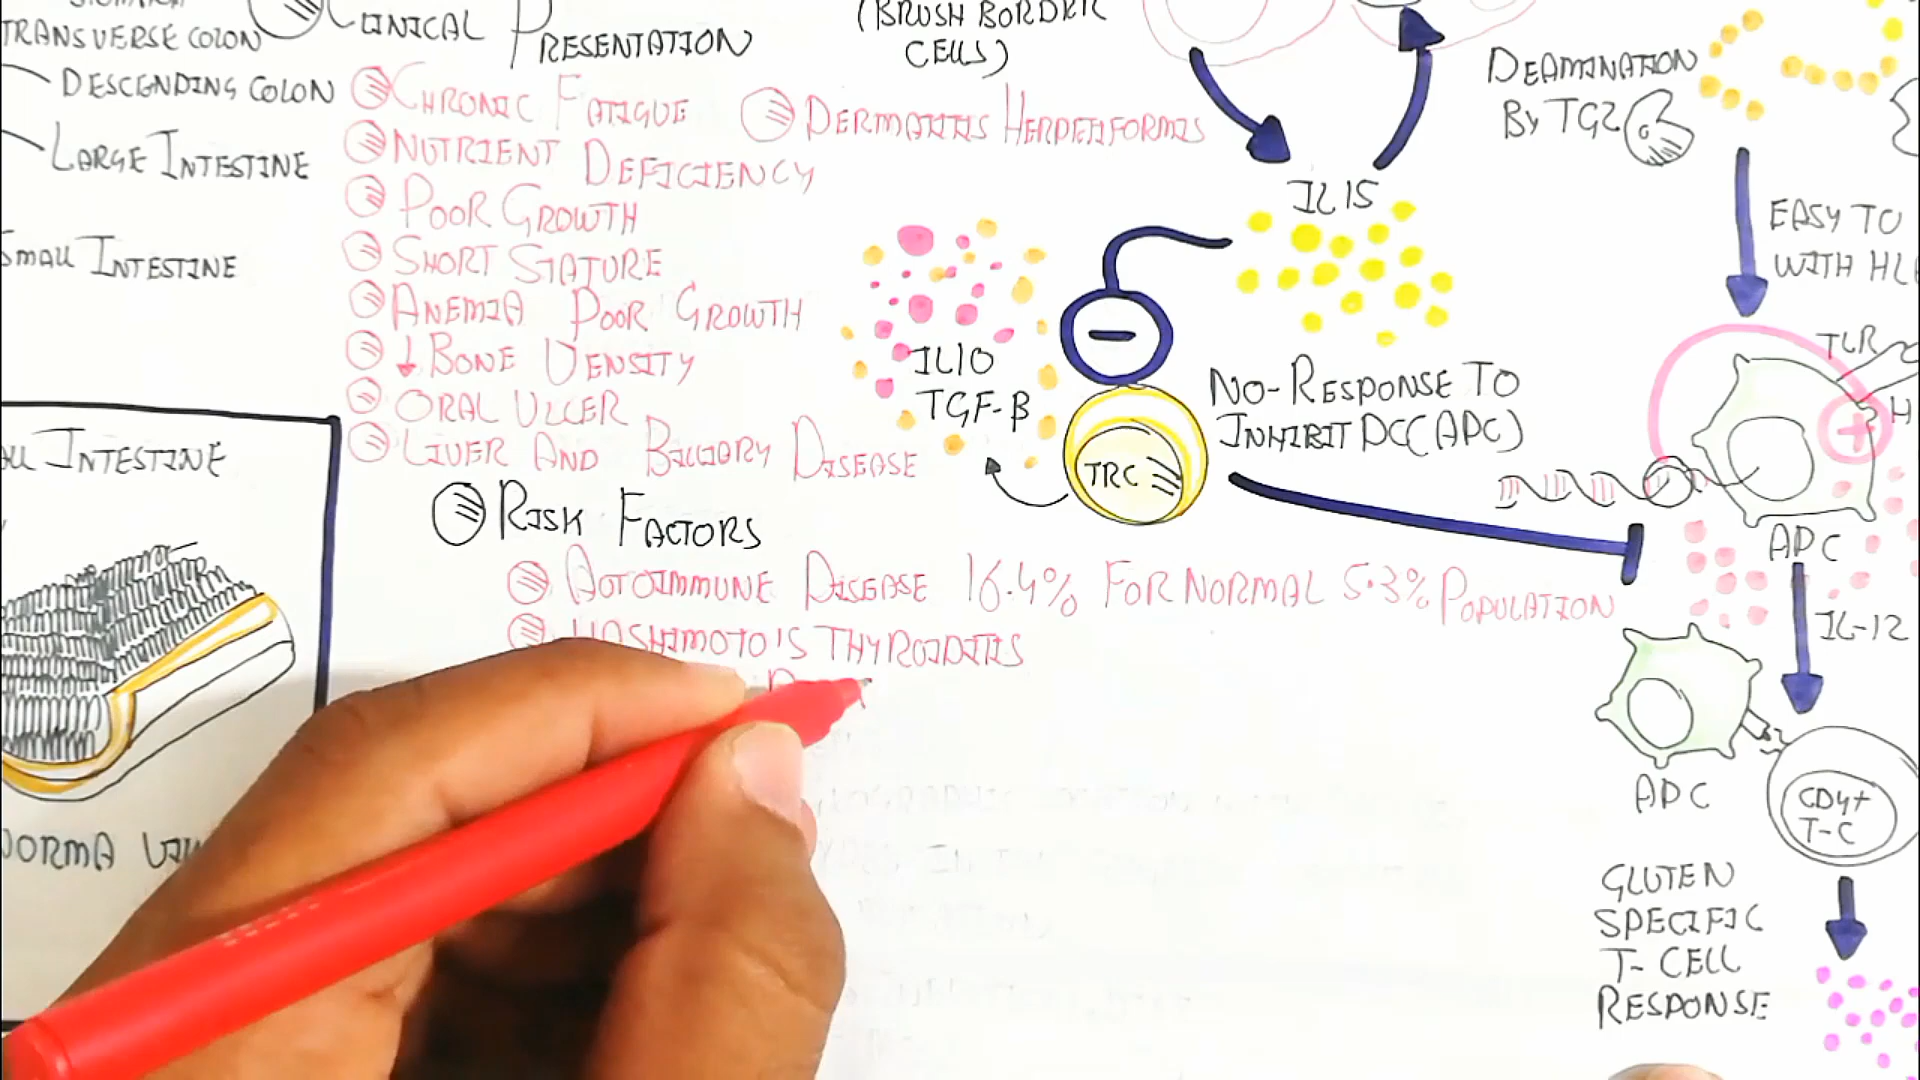 TRANSVERSE COLON
DESCENDING COLON
LARGE INTESTINE
SMALL INTESTINE
INTESTINE
CLINICAL PRESENTATION
CHRONIC FATIGUE
DERMATITIS HERPETIFORMIS
NUTRIENT DEFICIENCY
POOR GROWTH
SHORT STATURE
ANEMIA POOR GROWTH
↓ BONE DENSITY
ORAL ULCER
LIVER AND BILIARY DISEASE
RISK FACTORS
AUTOIMMUNE DISEASE 16.4% FOR NORMAL 5.3% POPULATION
HASHIMOTO'S THYROIDITIS
(BRUSH BORDER
CELLS)
IL15
IL10
TGF-B
TRC
NO-RESPONSE TO
INHIBIT DC(APC)
DEAMINATION
By TG2
EASY TO
WITH
TLR
APC
IL-12
APC
CD4+
T-C
GLUTEN
SPECIFIC
T-CELL
RESPONSE